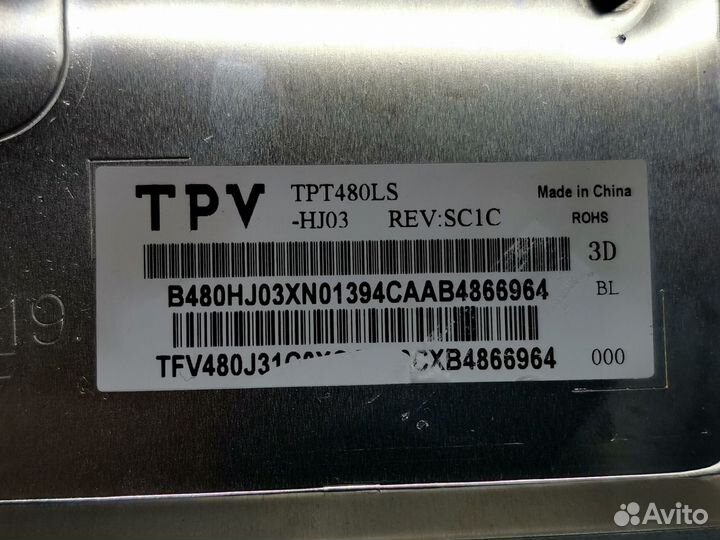 TPV TPT480LS Made in China
-HJ03 REV:SC1C ROHS
3D
B480HJ03XN01394CAAB4866964
BL
000
19
Avito